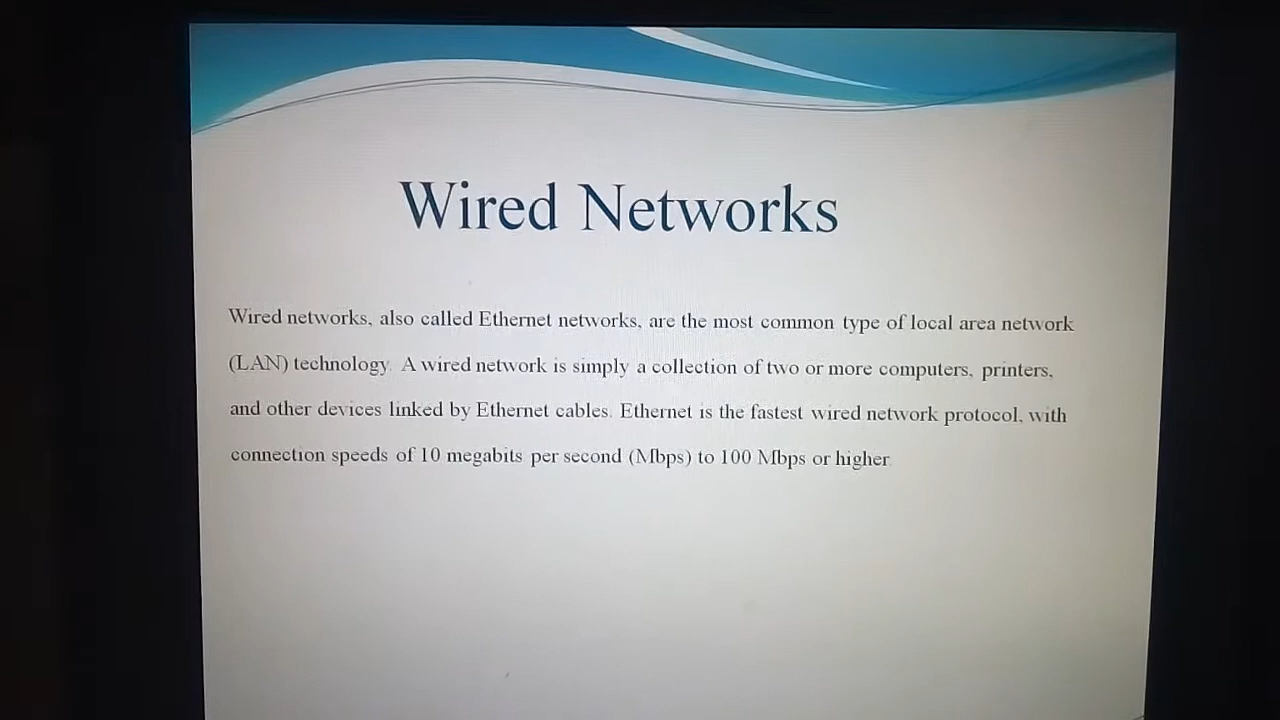 Wired Networks
Wired networks, also called Ethernet networks, are the most common type of local area network
(LAN) technology. A wired network is simply a collection of two or more computers, printers,
and other devices linked by Ethernet cables. Ethernet is the fastest wired network protocol, with
connection speeds of 10 megabits per second (Mbps) to 100 Mbps or higher